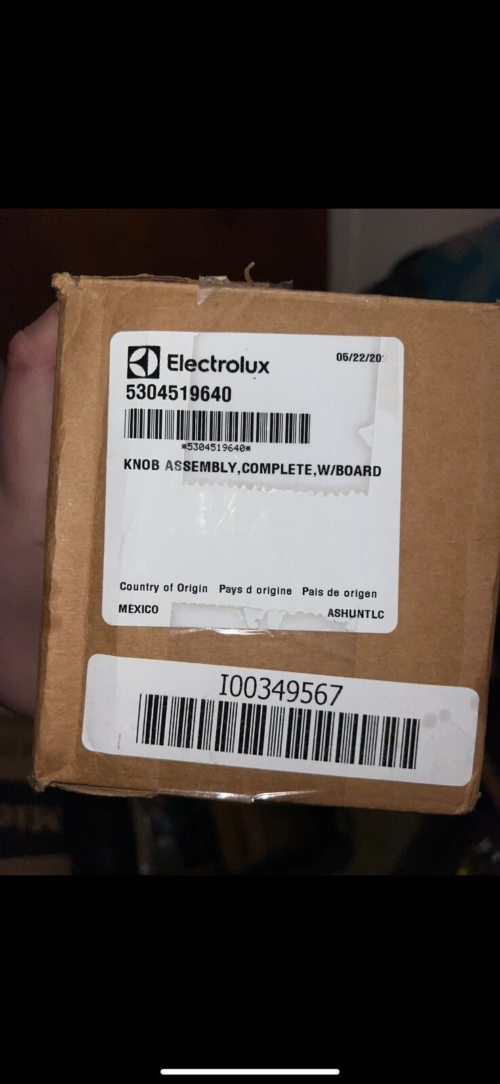 Electrolux
06/22/20
5304519640
*5304519640*
KNOB ASSEMBLY,COMPLETE,W/BOARD
Country of Origin Pays d origine Pais de origen
MEXICO ASHUNTLC
I00349567